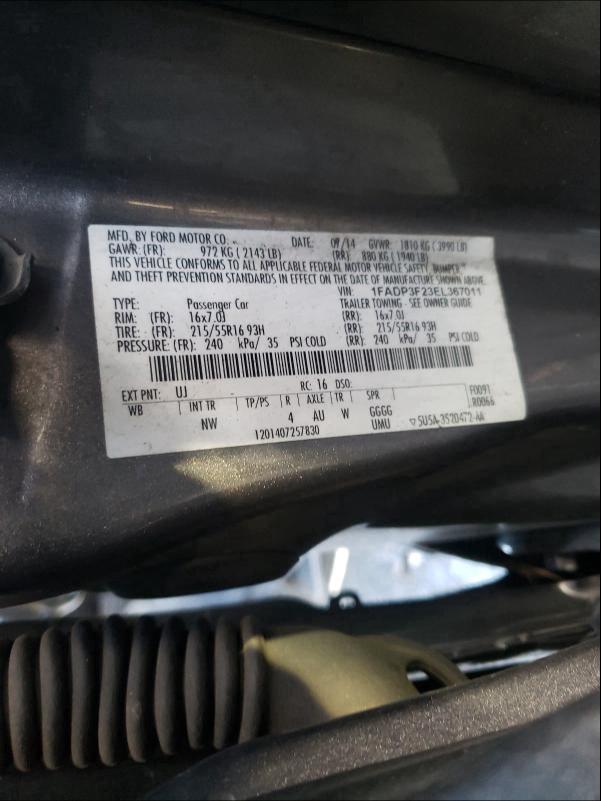 MFD. BY FORD MOTOR CO. DATE: 07/14 GVWR: 1810 KG ( 3990 LB)
GAWR: (FR): 972 KG ( 2143 LB) (RR): 880 KG ( 1940 LB)
THIS VEHICLE CONFORMS TO ALL APPLICABLE FEDERAL MOTOR VEHICLE SAFETY, BUMPER,
AND THEFT PREVENTION STANDARDS IN EFFECT ON THE DATE OF MANUFACTURE SHOWN ABOVE.
VIN: 1FADP3F23EL367011
TYPE: Passenger Car TRAILER TOWING - SEE OWNER GUIDE
RIM: (FR): 16x7.0J (RR): 16x7.0J
TIRE: (FR): 215/55R16 93H (RR): 215/55R16 93H
PRESSURE: (FR): 240 kPa/ 35 PSI COLD (RR): 240 kPa/ 35 PSI COLD
EXT PNT: UJ RC: 16 DSO: F0091
WB INT TR TP/PS R AXLE TR SPR R0066
NW 4 AU W GGGG
1201407257830 UMU ▽5U5A-3520472-AA